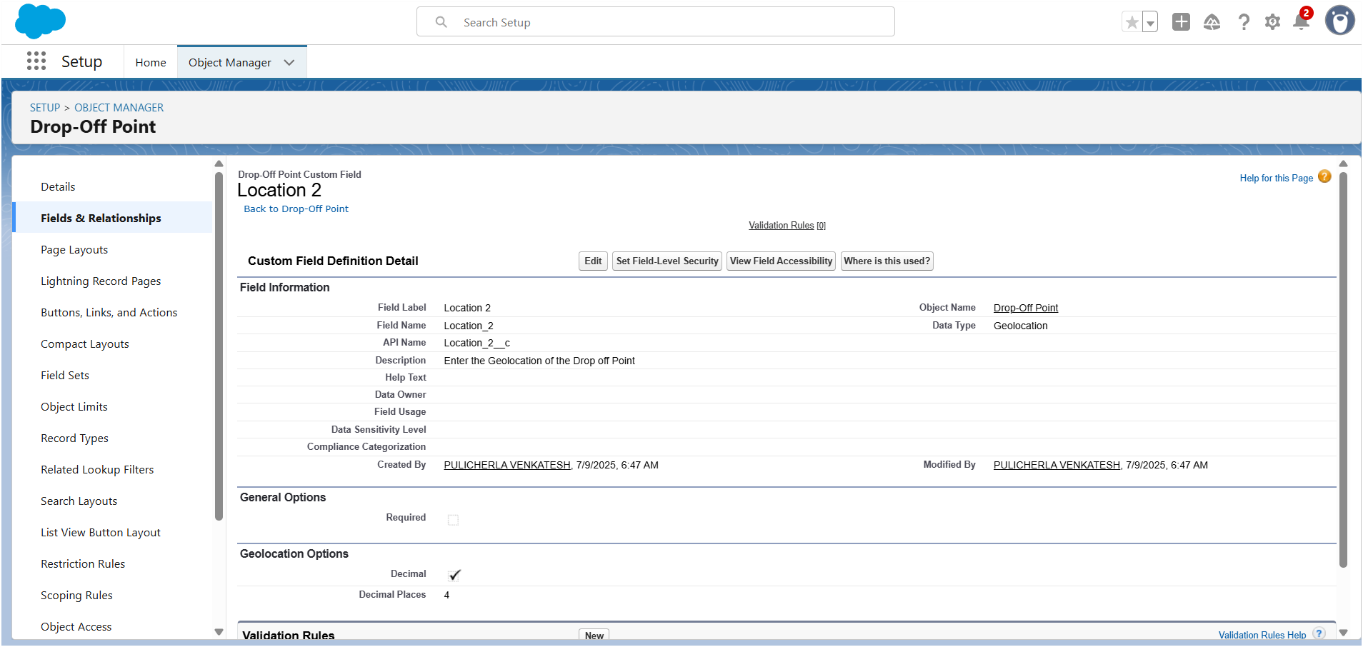 Search Setup
2
Setup
Home
Object Manager
SETUP > OBJECT MANAGER
Drop-Off Point
Details
Fields & Relationships
Page Layouts
Lightning Record Pages
Buttons, Links, and Actions
Compact Layouts
Field Sets
Object Limits
Record Types
Related Lookup Filters
Search Layouts
List View Button Layout
Restriction Rules
Scoping Rules
Object Access
Drop-Off Point Custom Field
Location 2
Back to Drop-Off Point
Help for this Page ?
Validation Rules [0]
Custom Field Definition Detail
Edit
Set Field-Level Security
View Field Accessibility
Where is this used?
Field Information
Field Label Location 2
Object Name Drop-Off Point
Field Name Location_2
Data Type Geolocation
API Name Location_2__c
Description Enter the Geolocation of the Drop off Point
Help Text
Data Owner
Field Usage
Data Sensitivity Level
Compliance Categorization
Created By PULICHERLA VENKATESH, 7/9/2025, 6:47 AM
Modified By PULICHERLA VENKATESH, 7/9/2025, 6:47 AM
General Options
Required
Geolocation Options
Decimal
Decimal Places 4
Validation Rules
New
Validation Rules Help ?